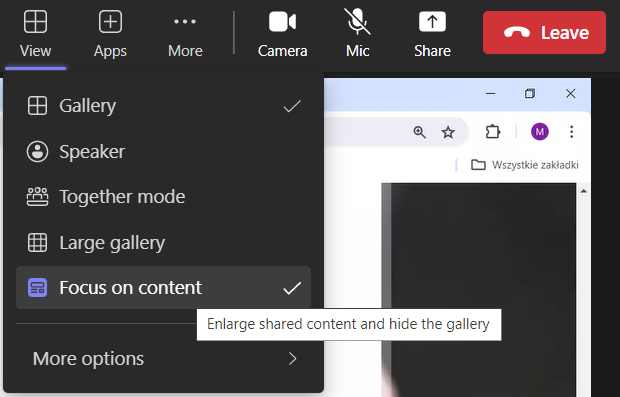 View
Apps
More
Camera
Mic
Share
Leave
Gallery
Speaker
Together mode
Large gallery
Focus on content
Enlarge shared content and hide the gallery
More options
M
Wszystkie zakładki